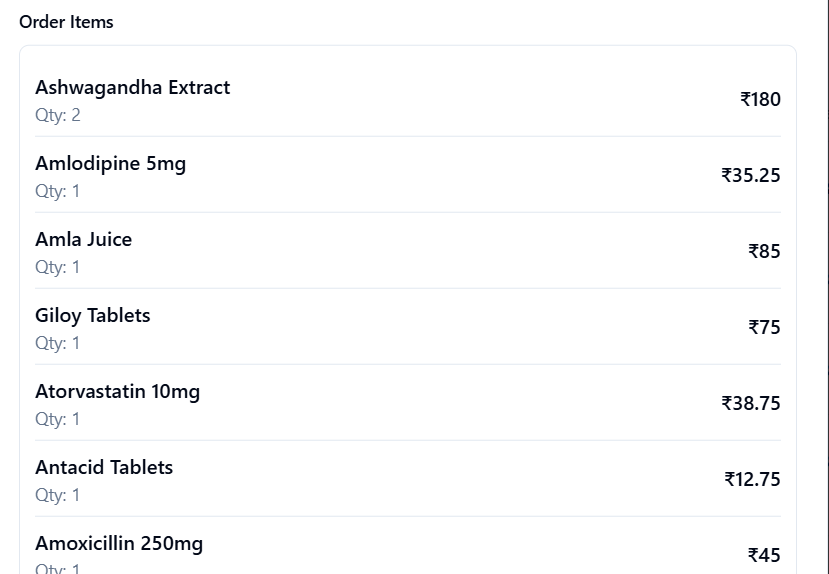 Order Items
Ashwagandha Extract
₹180
Qty: 2
Amlodipine 5mg
₹35.25
Qty: 1
Amla Juice
₹85
Qty: 1
Giloy Tablets
₹75
Qty: 1
Atorvastatin 10mg
₹38.75
Qty: 1
Antacid Tablets
₹12.75
Qty: 1
Amoxicillin 250mg
₹45
Qty: 1